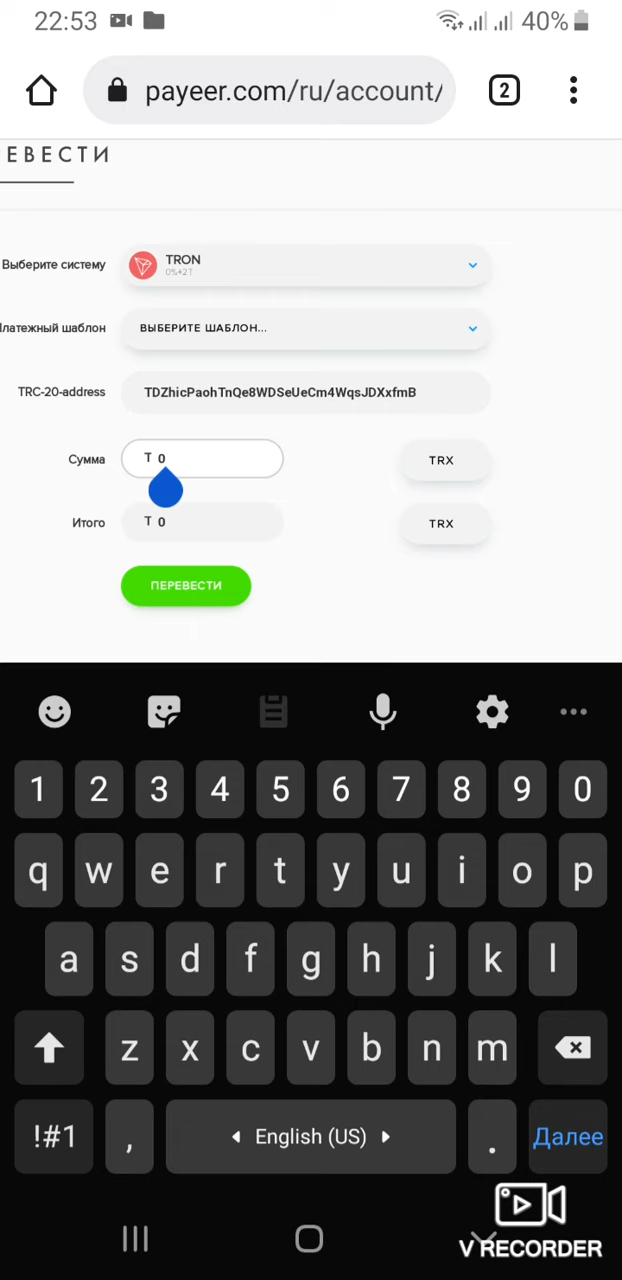 22:53
40%
payeer.com/ru/account/
2
ЕВЕСТИ
Выберите систему
TRON
0%+2T
Платежный шаблон
ВЫБЕРИТЕ ШАБЛОН...
TRC-20-address
TDZhicPaohTnQe8WDSeUeCm4WqsJDXxfmB
Сумма
T 0
TRX
Итого
T 0
TRX
ПЕРЕВЕСТИ
1 2 3 4 5 6 7 8 9 0
q w e r t y u i o p
a s d f g h j k l
z x c v b n m
!#1 , English (US) . Далее
V RECORDER